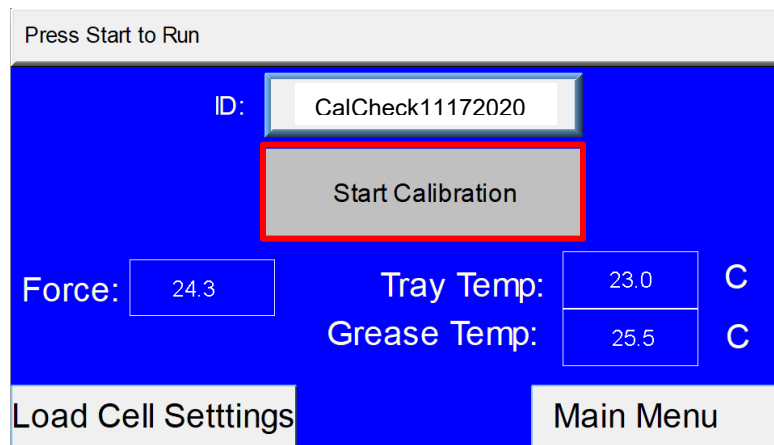 Press Start to Run
ID: CalCheck11172020
Start Calibration
Force: 24.3 Tray Temp: 23.0 C
Grease Temp: 25.5 C
Load Cell Setttings Main Menu